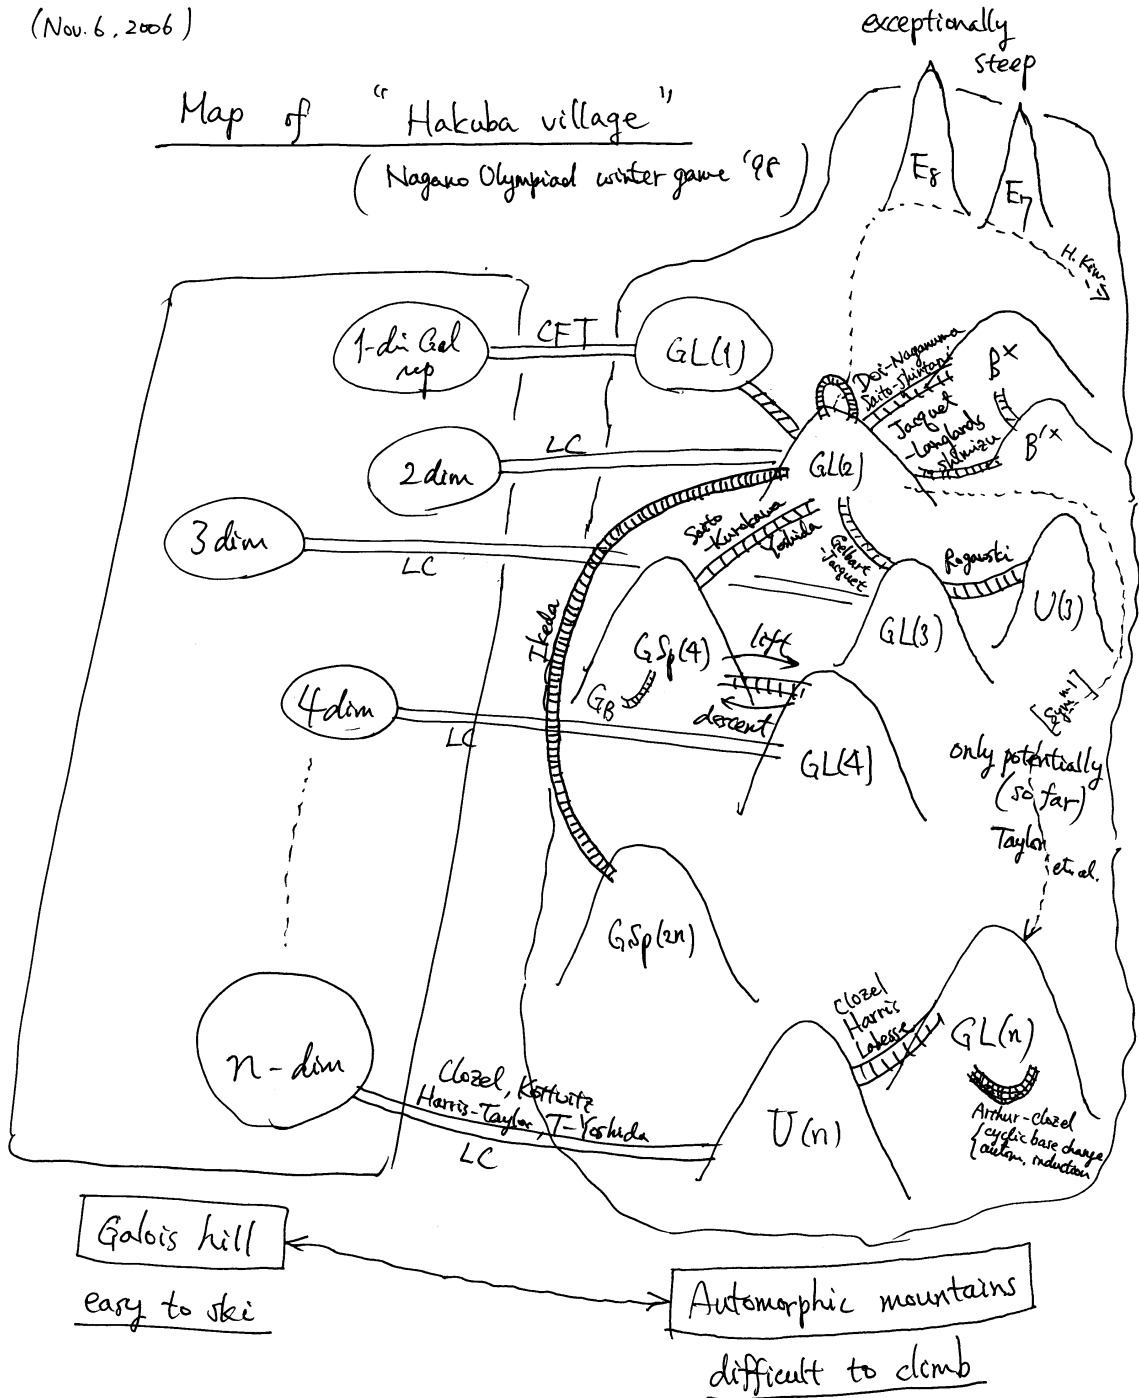 (Nov. 6, 2006)
exceptionally
steep
Map of "Hakuba village"
(Nagano Olympiad winter game '98)
E8
E7
H. Kim
1-dim Gal
rep
CFT
GL(1)
Doi-Naganuma
Saito-Shintani
B×
Jacquet
-Langlands
Shimizu
B'×
2 dim
LC
GL(2)
3 dim
LC
Saito
-Kurokawa
Yoshida
Gelbart
-Jacquet
Rogawski
U(3)
GL(3)
Ikeda
GSp(4)
GB
lift
descent
4 dim
LC
GL(4)
[Sym^m]
only potentially
(so far)
Taylor
et. al.
GSp(2n)
n-dim
Clozel, Kottwitz
Harris-Taylor, T-Yoshida
LC
U(n)
Clozel
Harris
Labesse
GL(n)
Arthur-Clozel
cyclic base change
autom. induction
Galois hill
easy to ski
Automorphic mountains
difficult to climb